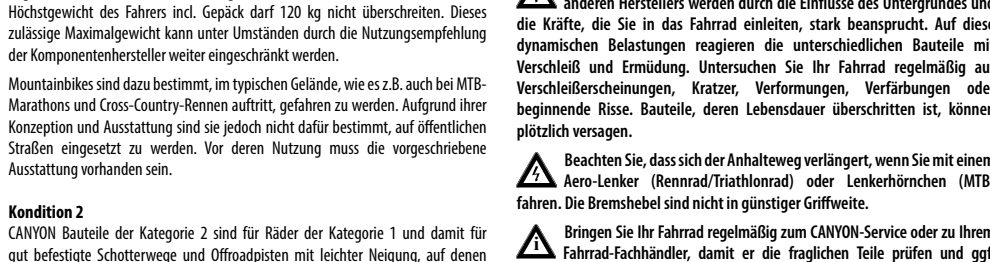 Höchstgewicht des Fahrers incl. Gepäck darf 120 kg nicht überschreiten. Dieses
zulässige Maximalgewicht kann unter Umständen durch die Nutzungsempfehlung
der Komponentenhersteller weiter eingeschränkt werden.
Mountainbikes sind dazu bestimmt, im typischen Gelände, wie es z.B. auch bei MTB-
Marathons und Cross-Country-Rennen auftritt, gefahren zu werden. Aufgrund ihrer
Konzeption und Ausstattung sind sie jedoch nicht dafür bestimmt, auf öffentlichen
Straßen eingesetzt zu werden. Vor deren Nutzung muss die vorgeschriebene
Ausstattung vorhanden sein.
Kondition 2
CANYON Bauteile der Kategorie 2 sind für Räder der Kategorie 1 und damit für
gut befestigte Schotterwege und Offroadpisten mit leichter Neigung, auf denen
anderen Herstellers werden durch die Einflüsse des Untergrundes und
die Kräfte, die Sie in das Fahrrad einleiten, stark beansprucht. Auf diese
dynamischen Belastungen reagieren die unterschiedlichen Bauteile mit
Verschleiß und Ermüdung. Untersuchen Sie Ihr Fahrrad regelmäßig auf
Verschleißerscheinungen, Kratzer, Verformungen, Verfärbungen oder
beginnende Risse. Bauteile, deren Lebensdauer überschritten ist, können
plötzlich versagen.
Beachten Sie, dass sich der Anhalteweg verlängert, wenn Sie mit einem
Aero-Lenker (Rennrad/Triathlonrad) oder Lenkerhörnchen (MTB)
fahren. Die Bremshebel sind nicht in günstiger Griffweite.
Bringen Sie Ihr Fahrrad regelmäßig zum CANYON-Service oder zu Ihrem
Fahrrad-Fachhändler, damit er die fraglichen Teile prüfen und ggf.